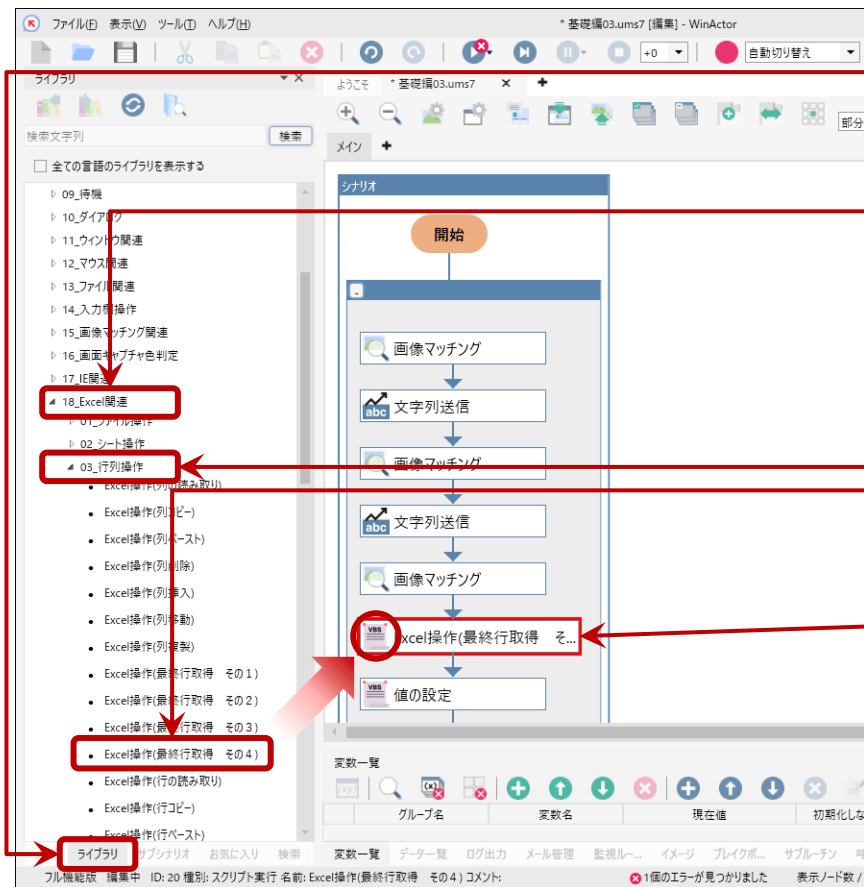 ファイル(F) 表示(V) ツール(T) ヘルプ(H)
* 基礎編03.ums7 [編集] - WinActor
+0
自動切り替え
ライブラリ
検索文字列
検索
全ての言語のライブラリを表示する
09_待機
10_ダイアログ
11_ウィンドウ関連
12_マウス関連
13_ファイル関連
14_入力欄操作
15_画像マッチング関連
16_画面キャプチャ色判定
17_IE関連
18_Excel関連
01_ファイル操作
02_シート操作
03_行列操作
Excel操作(列の読み取り)
Excel操作(列コピー)
Excel操作(列ペースト)
Excel操作(列削除)
Excel操作(列挿入)
Excel操作(列移動)
Excel操作(列複製)
Excel操作(最終行取得 その1)
Excel操作(最終行取得 その2)
Excel操作(最終行取得 その3)
Excel操作(最終行取得 その4)
Excel操作(行の読み取り)
Excel操作(行コピー)
Excel操作(行ペースト)
ライブラリ サブシナリオ お気に入り 検索
ようこそ * 基礎編03.ums7
部分
メイン
シナリオ
開始
画像マッチング
abc 文字列送信
画像マッチング
abc 文字列送信
画像マッチング
VBS Excel操作(最終行取得 そ...
VBS 値の設定
変数一覧
グループ名 変数名 現在値 初期化しな
変数一覧 データ一覧 ログ出力 メール管理 監視ルー... イメージ ブレイクポ... サブルーチン
フル機能版 編集中 ID: 20 種別: スクリプト実行 名前: Excel操作(最終行取得 その4) コメント:
1個のエラーが見つかりました 表示ノード数 /